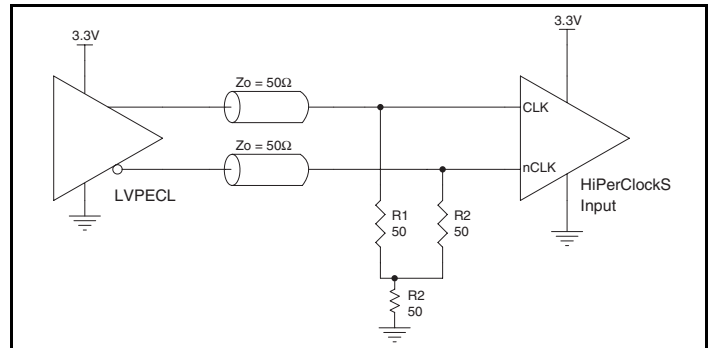 3.3V
3.3V
Zo = 50Ω
CLK
Zo = 50Ω
nCLK
LVPECL
HiPerClockS
Input
R1
50
R2
50
R2
50